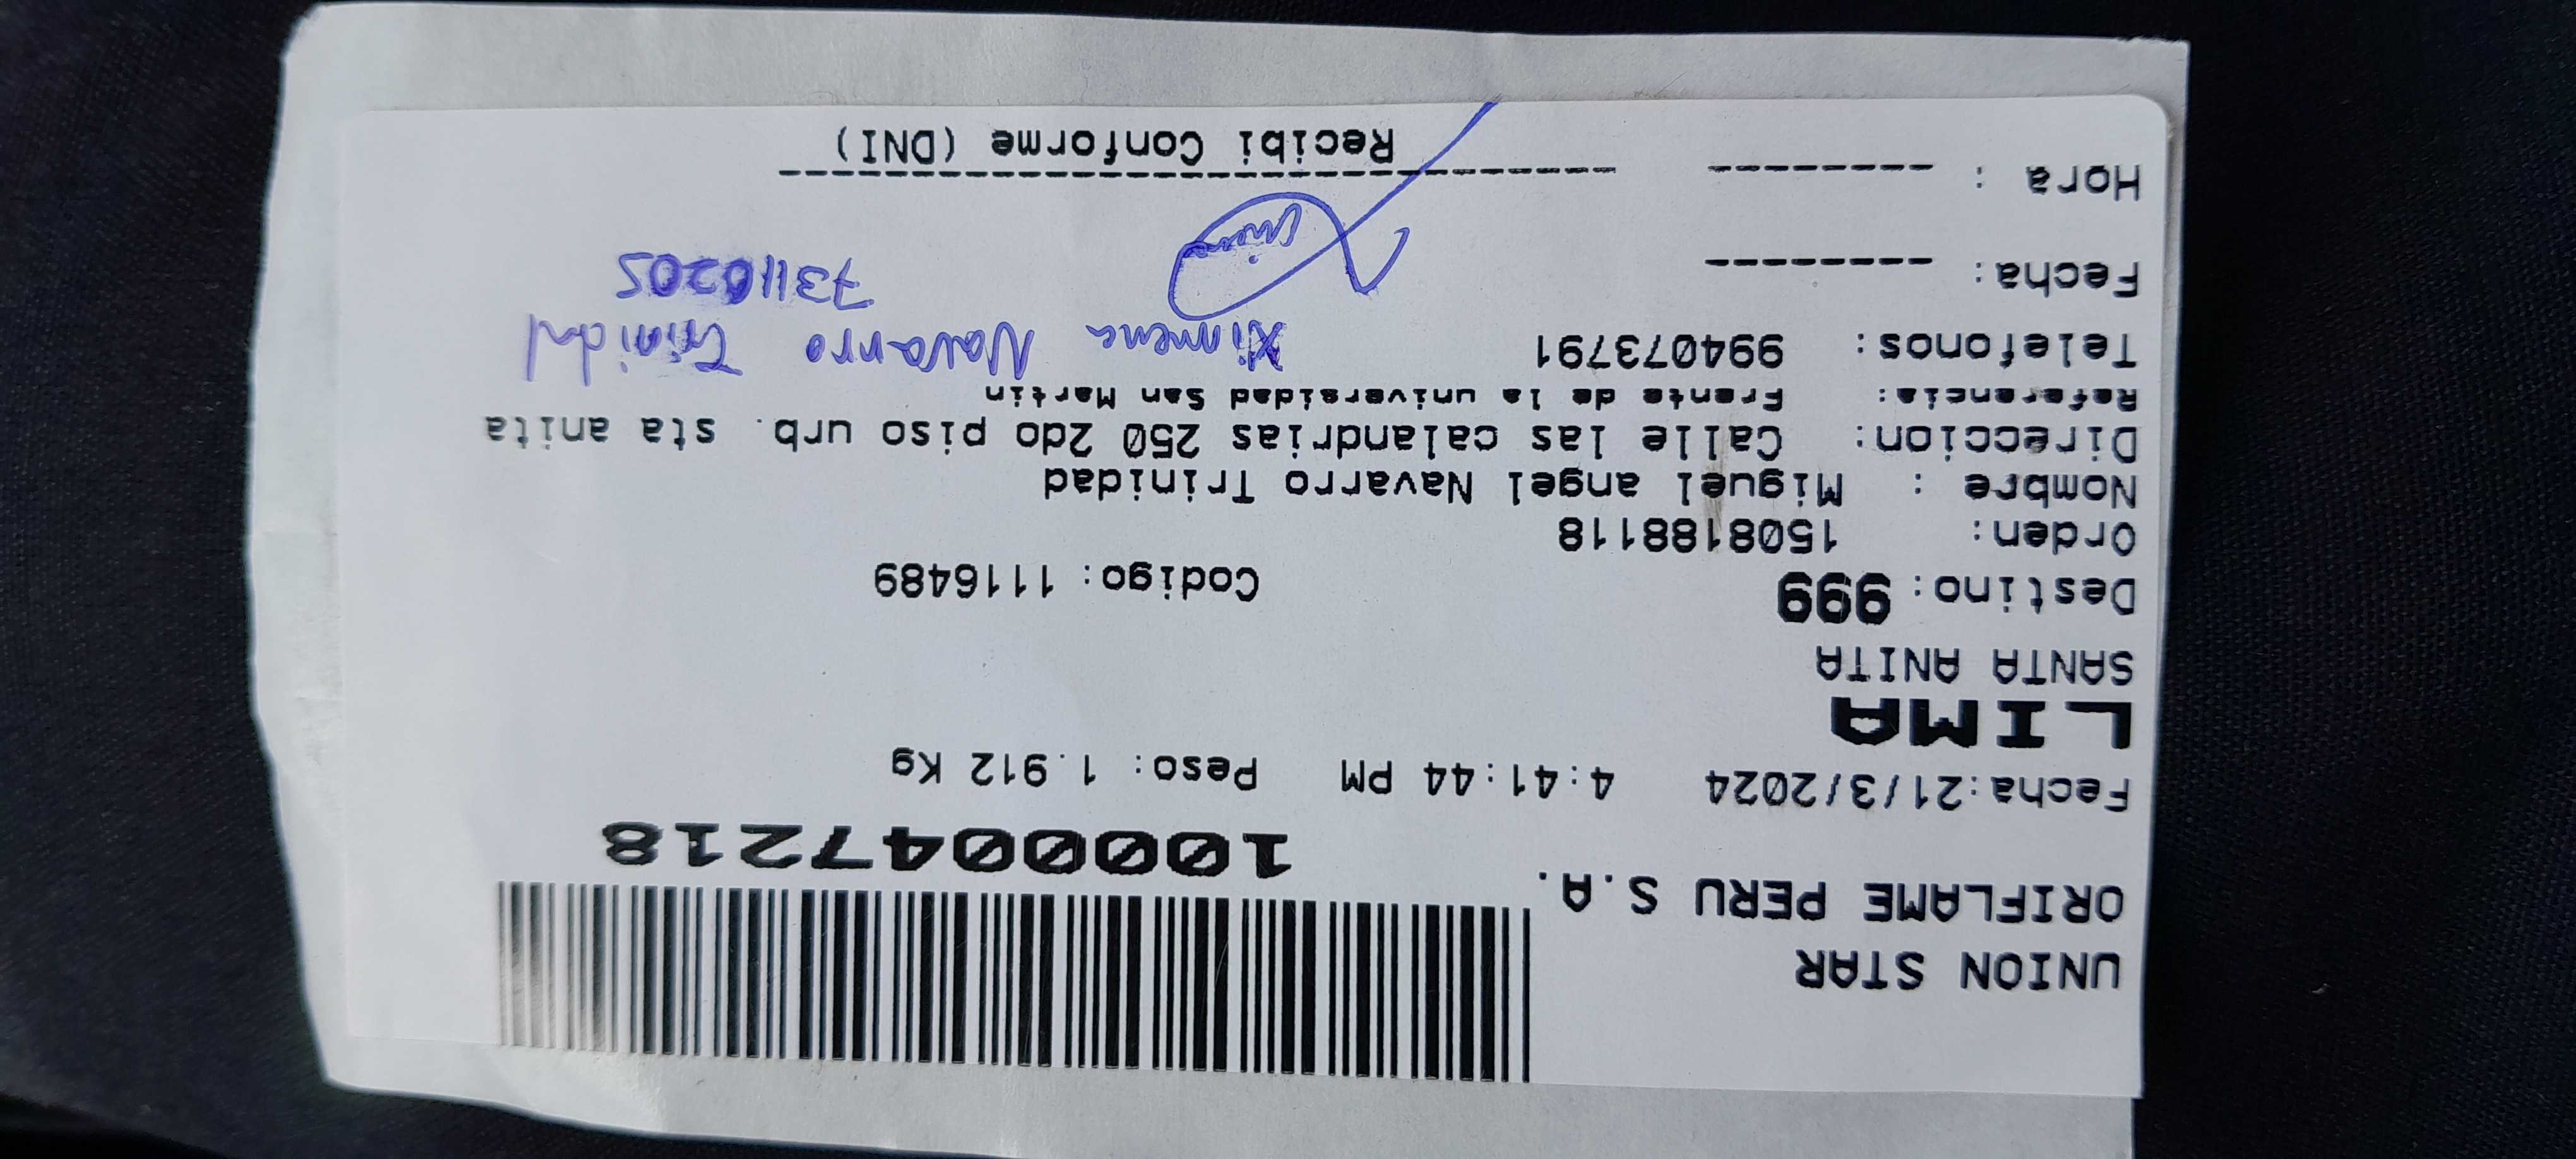 UNION STAR
ORIFLAME PERU S.A.
1000047218
Fecha:21/3/2024 4:41:44 PM Peso: 1.912 Kg
LIMA
SANTA ANITA
Destino: 999 Codigo: 1116489
Orden: 1508188118
Nombre : Miguel angel Navarro Trinidad
Direccion: Calle las calandrias 250 2do piso urb. sta anita
Referencia: Frente de la universidad San Martin
Telefonos: 994073791
Ximena Navarro Trinidad
Fecha: --------
73110205
Hora : --------
Recibi Conforme (DNI)